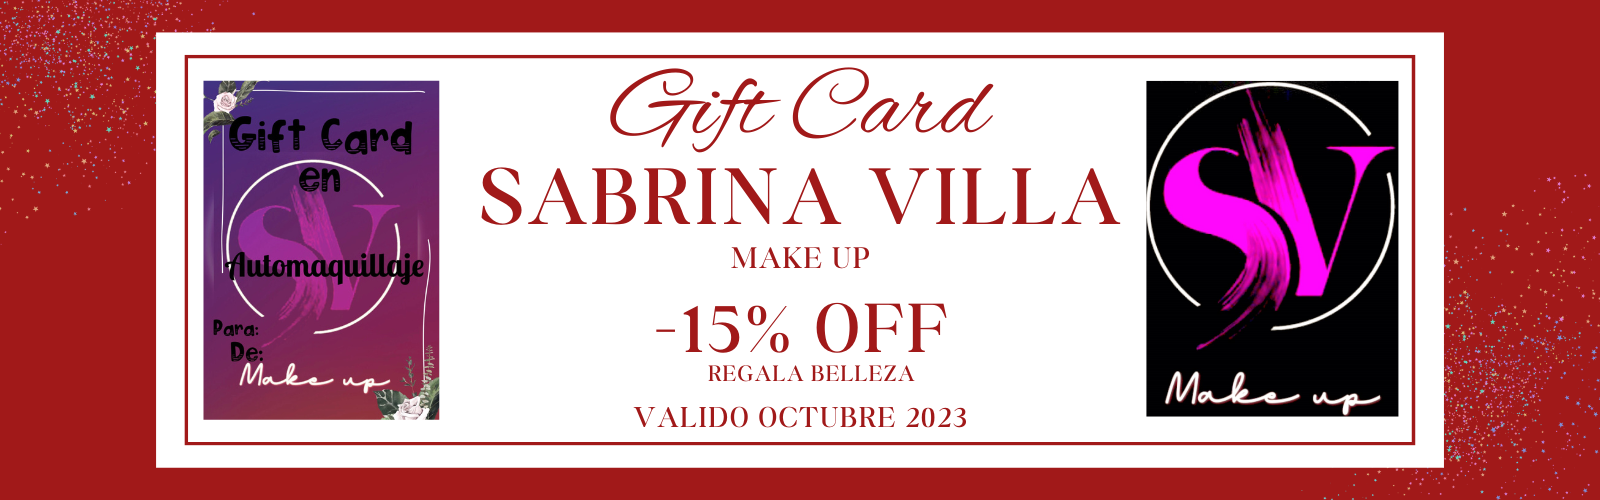 Gift Card
en
SV
Automaquillaje
Para:
De:
Make up
Gift Card
SABRINA VILLA
MAKE UP
-15% OFF
REGALA BELLEZA
VALIDO OCTUBRE 2023
SV
Make up